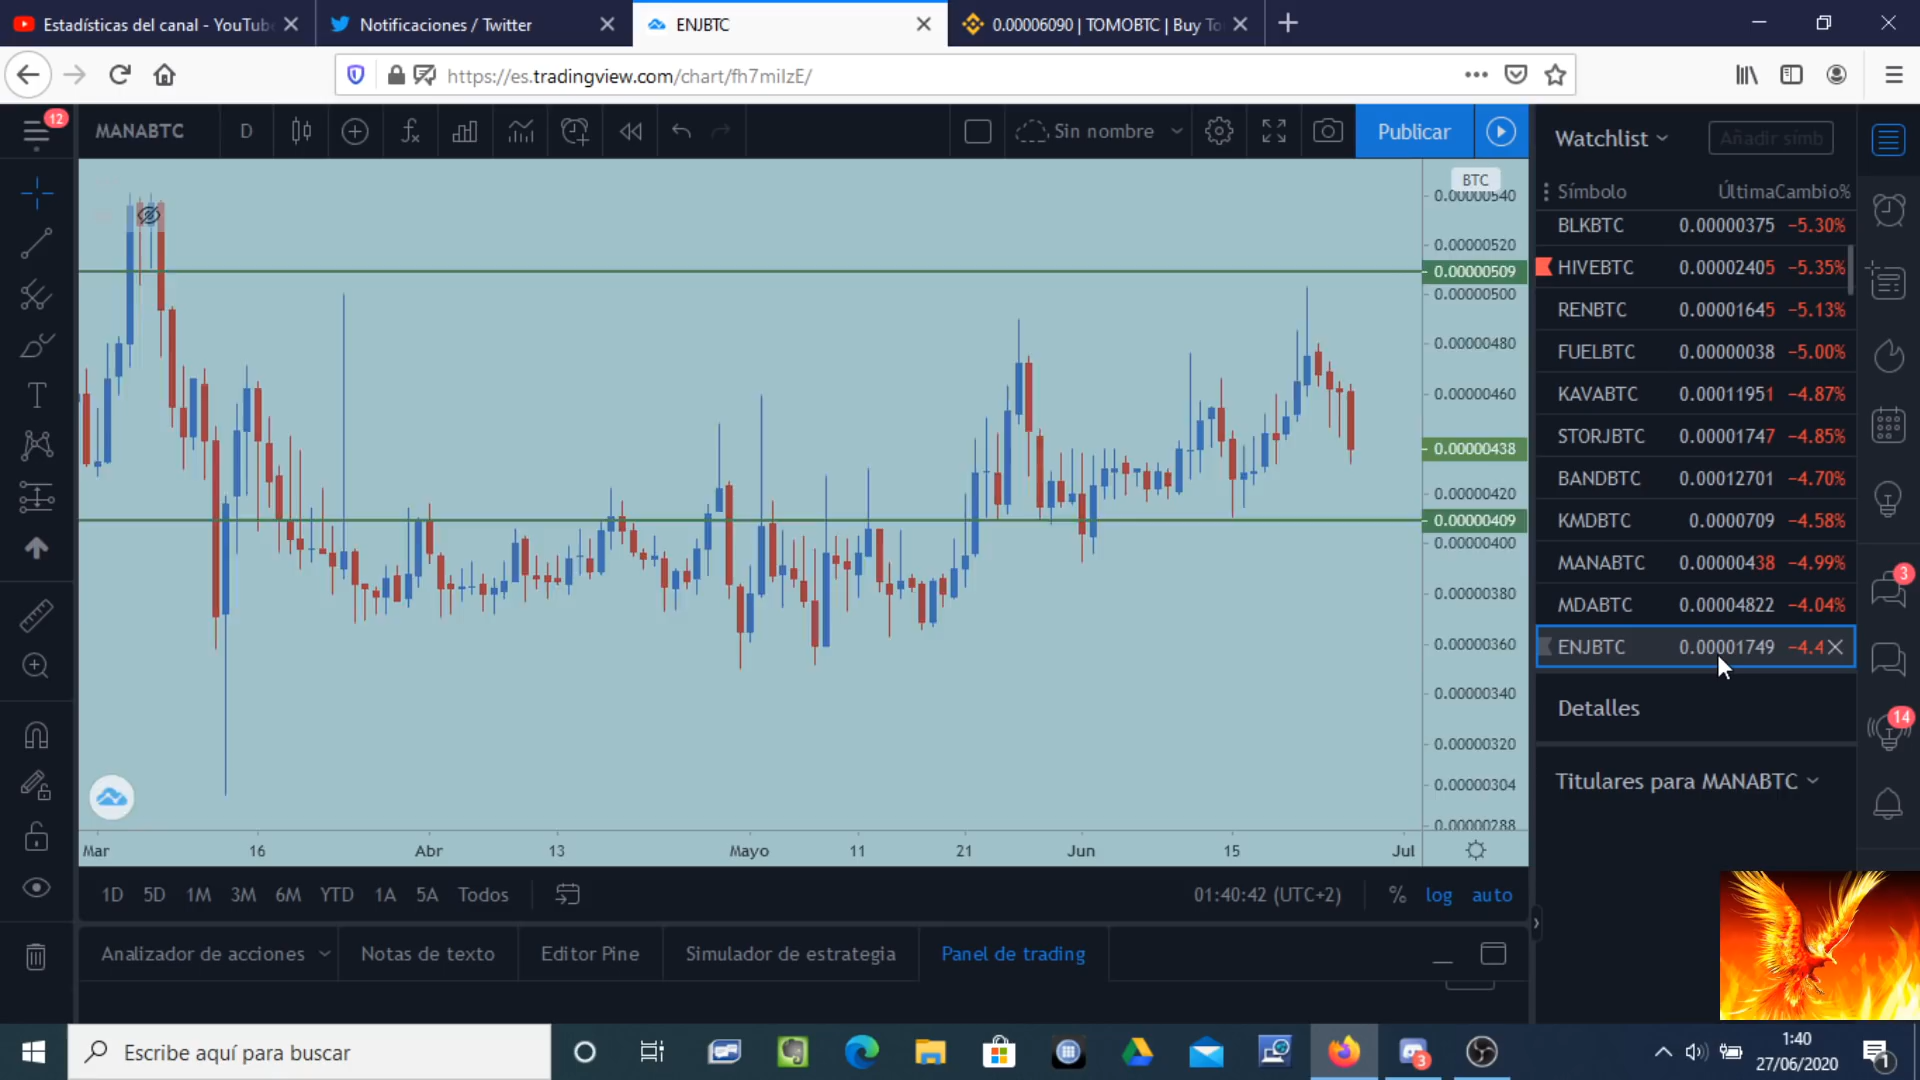 Estadísticas del canal - YouTube
Notificaciones / Twitter
ENJBTC
0.00006090 | TOMOBTC | Buy To
https://es.tradingview.com/chart/fh7miIzE/
12
MANABTC
D
Sin nombre
Publicar
Watchlist
Añadir símb
BTC
Símbolo
Última
Cambio%
BLKBTC 0.00000375 −5.30%
HIVEBTC 0.00002405 −5.35%
RENBTC 0.00001645 −5.13%
FUELBTC 0.00000038 −5.00%
KAVABTC 0.00011951 −4.87%
STORJBTC 0.00001747 −4.85%
BANDBTC 0.00012701 −4.70%
KMDBTC 0.0000709 −4.58%
MANABTC 0.00000438 −4.99%
MDABTC 0.00004822 −4.04%
ENJBTC 0.00001749 −4.4
0.00000540
0.00000520
0.00000509
0.00000500
0.00000480
0.00000460
0.00000438
0.00000420
0.00000409
0.00000400
0.00000380
0.00000360
0.00000340
0.00000320
0.00000304
0.00000288
3
14
Detalles
Titulares para MANABTC
Mar 16 Abr 13 Mayo 11 21 Jun 15 Jul
1D 5D 1M 3M 6M YTD 1A 5A Todos
01:40:42 (UTC+2)
% log auto
Analizador de acciones
Notas de texto
Editor Pine
Simulador de estrategia
Panel de trading
Escribe aquí para buscar
3
1:40
27/06/2020
1